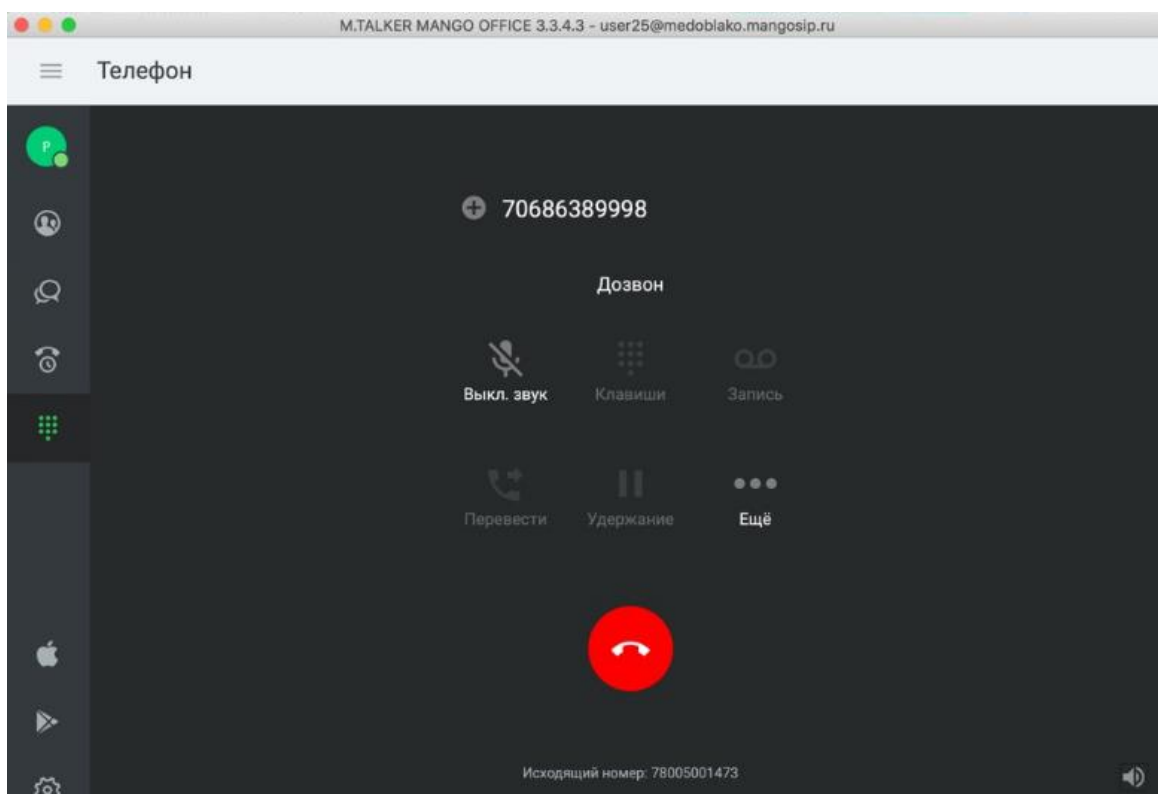 M.TALKER MANGO OFFICE 3.3.4.3 - user25@medoblako.mangosip.ru
Телефон
P
70686389998
Дозвон
Выкл. звук Клавиши Запись
Перевести Удержание Ещё
Исходящий номер: 78005001473